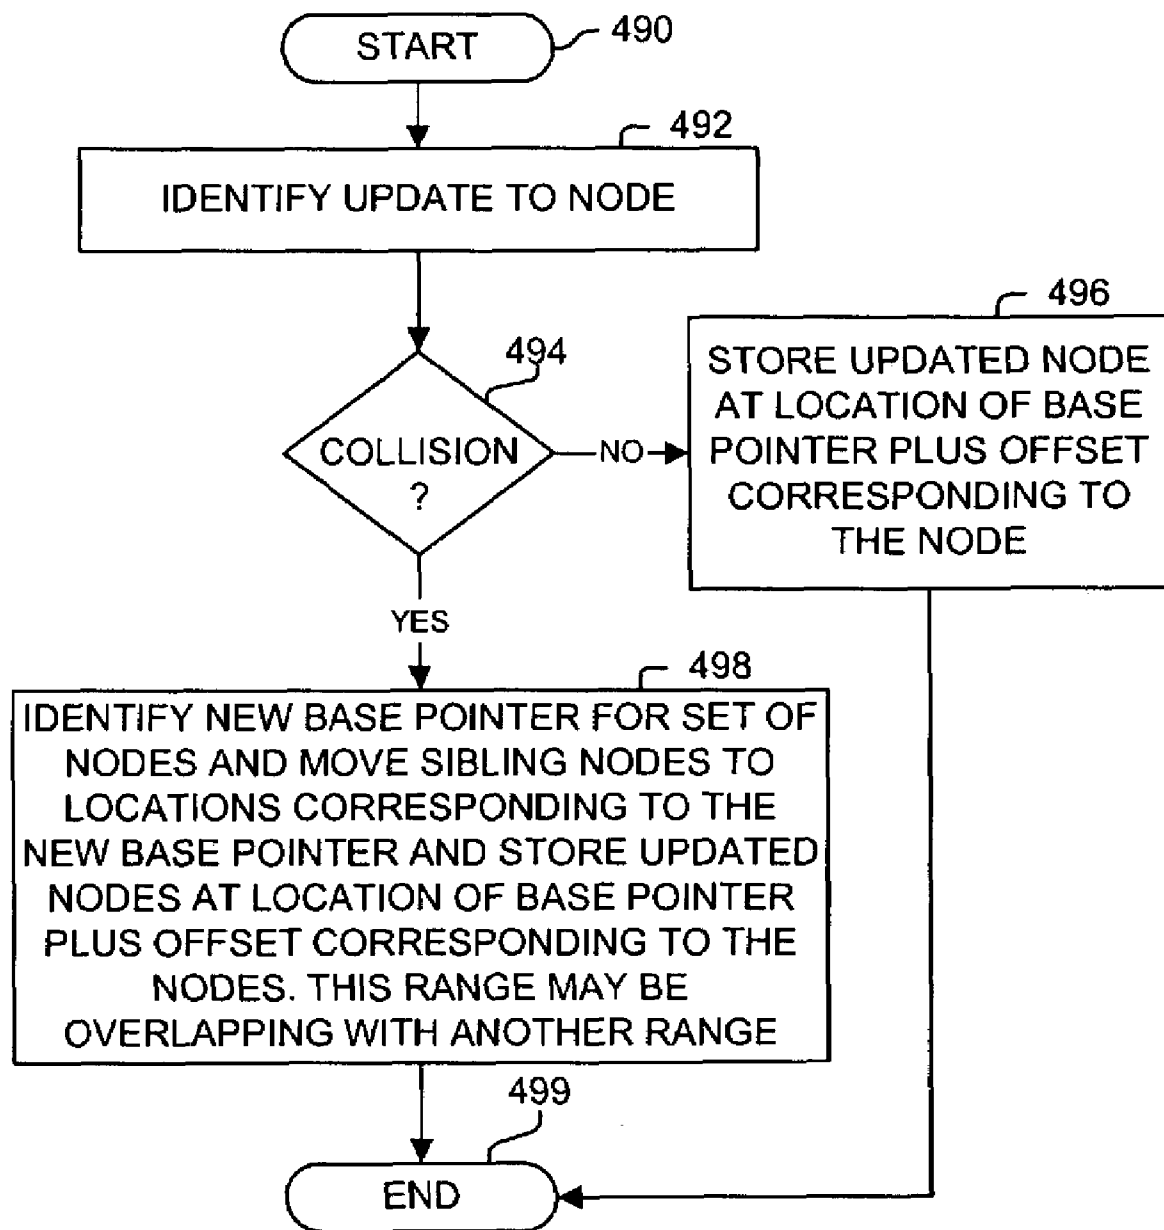 START
490
492
IDENTIFY UPDATE TO NODE
494
COLLISION
?
NO
496
STORE UPDATED NODE
AT LOCATION OF BASE
POINTER PLUS OFFSET
CORRESPONDING TO
THE NODE
YES
498
IDENTIFY NEW BASE POINTER FOR SET OF
NODES AND MOVE SIBLING NODES TO
LOCATIONS CORRESPONDING TO THE
NEW BASE POINTER AND STORE UPDATED
NODES AT LOCATION OF BASE POINTER
PLUS OFFSET CORRESPONDING TO THE
NODES. THIS RANGE MAY BE
OVERLAPPING WITH ANOTHER RANGE
499
END